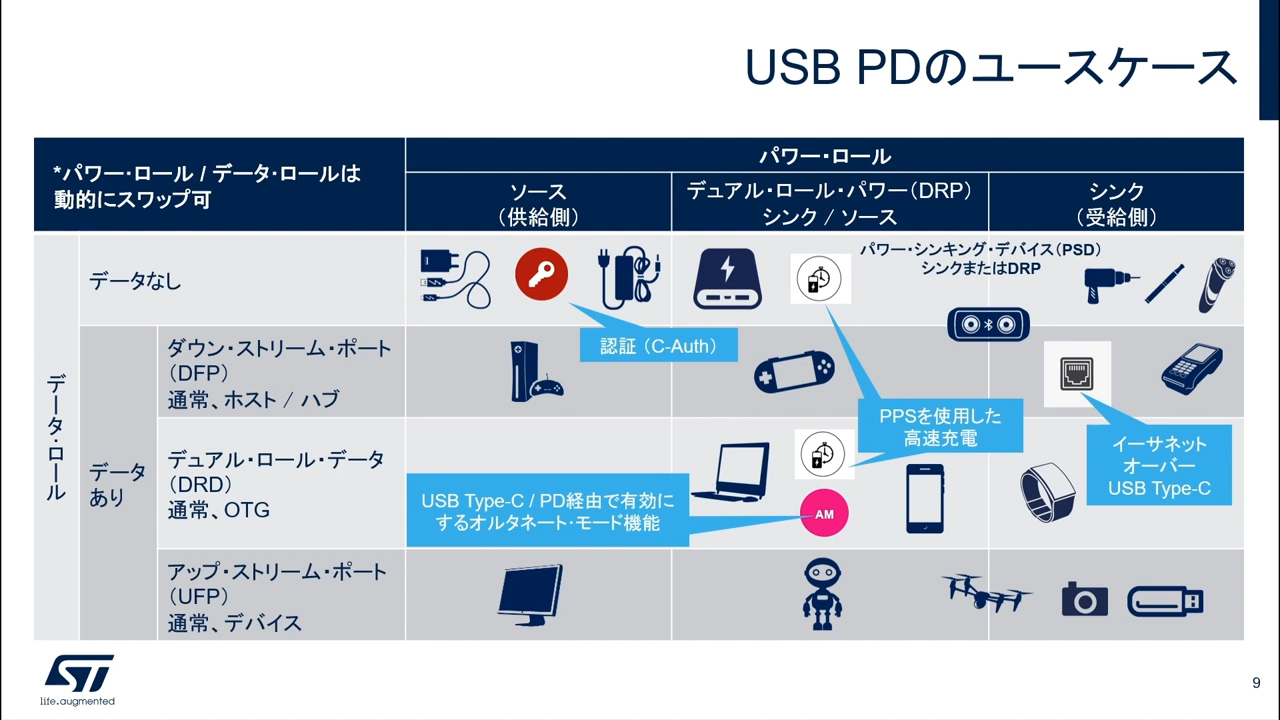 USB PDのユースケース
*パワー・ロール / データ・ロールは
動的にスワップ可
パワー・ロール
ソース
（供給側）
デュアル・ロール・パワー（DRP）
シンク / ソース
シンク
（受給側）
データ・ロール
データなし
パワー・シンキング・デバイス（PSD）
シンクまたはDRP
認証（C-Auth）
データ
あり
ダウン・ストリーム・ポート
（DFP）
通常、ホスト / ハブ
PPSを使用した
高速充電
イーサネット
オーバー
USB Type-C
デュアル・ロール・データ
（DRD）
通常、OTG
USB Type-C / PD経由で有効に
するオルタネート・モード機能
AM
アップ・ストリーム・ポート
（UFP）
通常、デバイス
ST
life.augmented
9